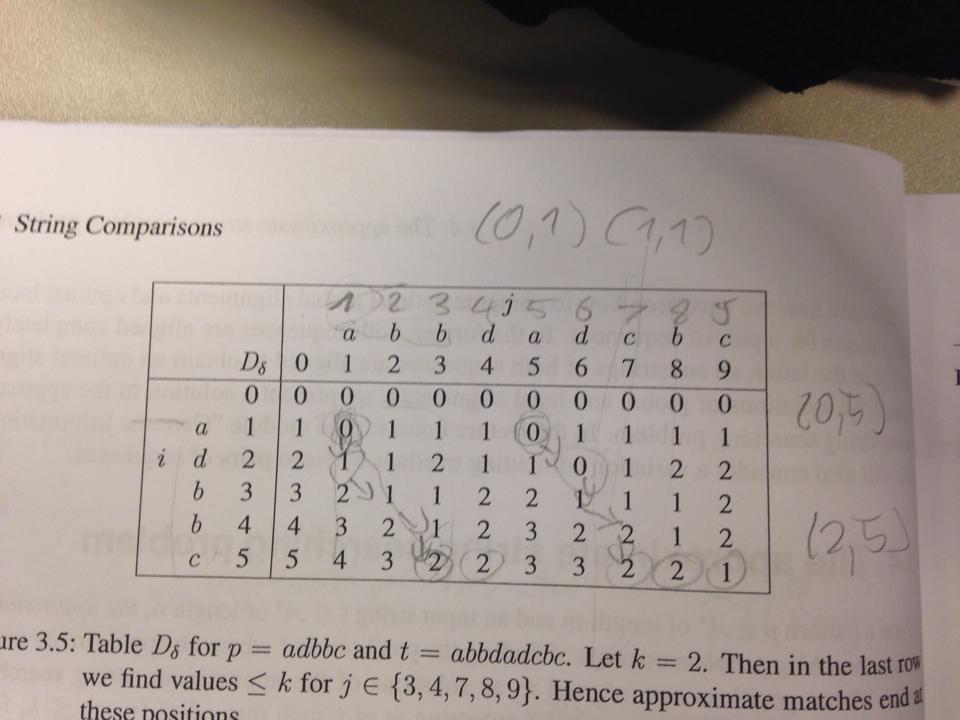 String Comparisons
(0,1) (1,1)
1 2 3 4 j 5 6 7 8 9
a b b d a d c b c
Dδ 0 1 2 3 4 5 6 7 8 9
0 0 0 0 0 0 0 0 0 0 0
(0,5)
a 1 1 0 1 1 1 0 1 1 1 1
i d 2 2 1 1 2 1 1 0 1 2 2
b 3 3 2 1 1 2 2 1 1 1 2
b 4 4 3 2 1 2 3 2 2 1 2
(2,5)
c 5 5 4 3 2 2 3 3 2 2 1
ure 3.5: Table Dδ for p = adbbc and t = abbdadcbc. Let k = 2. Then in the last row
we find values ≤ k for j ∈ {3, 4, 7, 8, 9}. Hence approximate matches end at
these positions